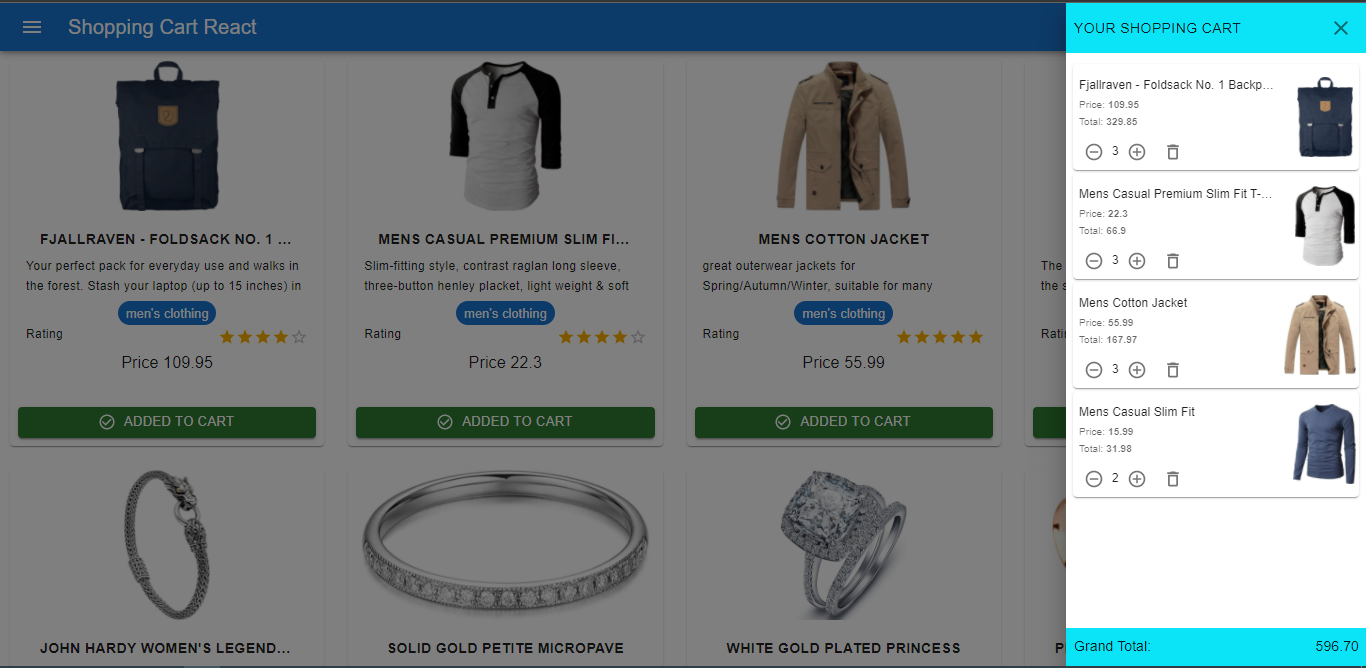 Shopping Cart React
YOUR SHOPPING CART
FJALLRAVEN - FOLDSACK NO. 1 ...
Your perfect pack for everyday use and walks in
the forest. Stash your laptop (up to 15 inches) in
men's clothing
Rating
Price 109.95
ADDED TO CART
MENS CASUAL PREMIUM SLIM FI...
Slim-fitting style, contrast raglan long sleeve,
three-button henley placket, light weight & soft
men's clothing
Rating
Price 22.3
ADDED TO CART
MENS COTTON JACKET
great outerwear jackets for
Spring/Autumn/Winter, suitable for many
men's clothing
Rating
Price 55.99
ADDED TO CART
The
JOHN HARDY WOMEN'S LEGEND...
SOLID GOLD PETITE MICROPAVE
WHITE GOLD PLATED PRINCESS
Fjallraven - Foldsack No. 1 Backp...
Price: 109.95
Total: 329.85
3
Mens Casual Premium Slim Fit T-...
Price: 22.3
Total: 66.9
3
Mens Cotton Jacket
Price: 55.99
Total: 167.97
3
Mens Casual Slim Fit
Price: 15.99
Total: 31.98
2
Grand Total: 596.70